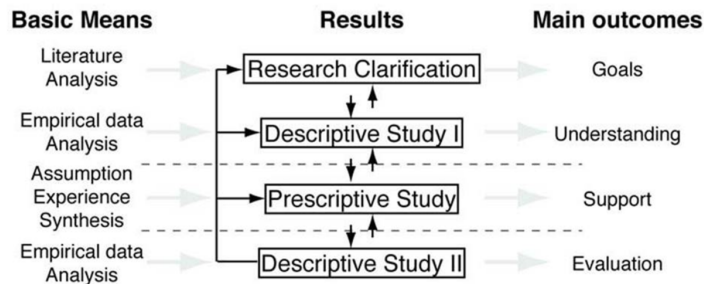 Basic Means Results Main outcomes
Literature
Analysis
Research Clarification
Goals
Empirical data
Analysis
Descriptive Study I
Understanding
Assumption
Experience
Synthesis
Prescriptive Study
Support
Empirical data
Analysis
Descriptive Study II
Evaluation